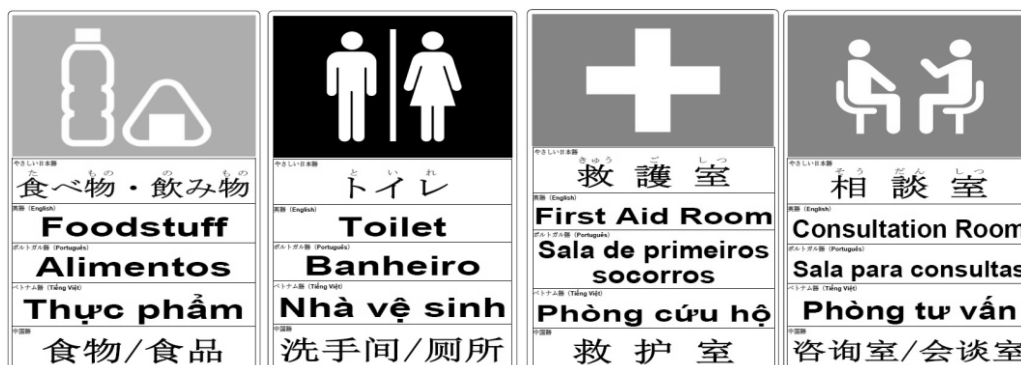 やさしい日本語
た もの の もの
食べ物・飲み物
英語（English）
Foodstuff
ポルトガル語（Português）
Alimentos
ベトナム語（Tiếng Việt）
Thực phẩm
中国語
食物/食品
やさしい日本語
といれ
トイレ
英語（English）
Toilet
ポルトガル語（Português）
Banheiro
ベトナム語（Tiếng Việt）
Nhà vệ sinh
中国語
洗手间/厕所
やさしい日本語
きゅう ご しつ
救護室
英語（English）
First Aid Room
ポルトガル語（Português）
Sala de primeiros
socorros
ベトナム語（Tiếng Việt）
Phòng cứu hộ
中国語
救护室
やさしい日本語
そう だん しつ
相談室
英語（English）
Consultation Room
ポルトガル語（Português）
Sala para consultas
ベトナム語（Tiếng Việt）
Phòng tư vấn
中国語
咨询室/会谈室